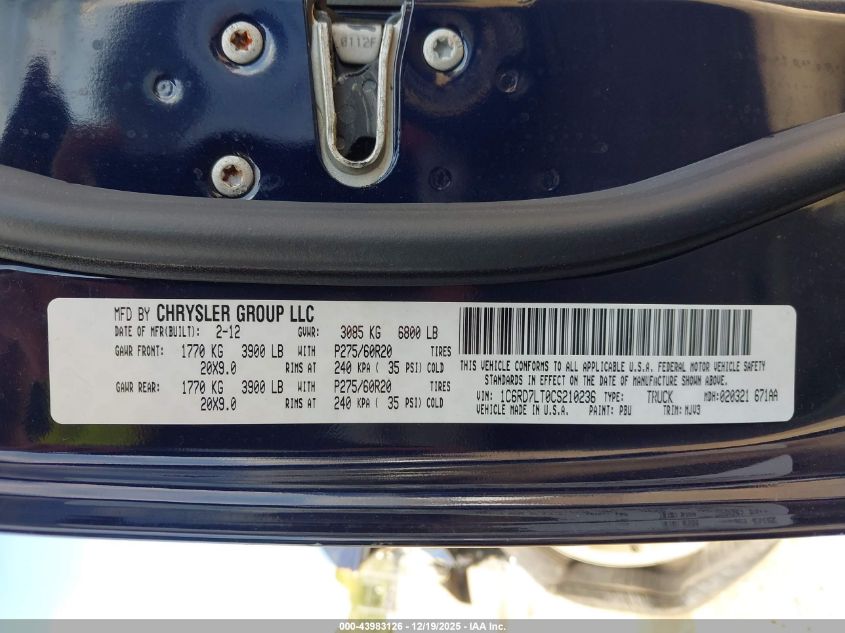 0112F
MFD BY CHRYSLER GROUP LLC
DATE OF MFR(BUILT): 2-12 GVWR: 3085 KG 6800 LB
GAWR FRONT: 1770 KG 3900 LB WITH P275/60R20 TIRES
20X9.0 RIMS AT 240 KPA ( 35 PSI) COLD
GAWR REAR: 1770 KG 3900 LB WITH P275/60R20 TIRES
20X9.0 RIMS AT 240 KPA ( 35 PSI) COLD
THIS VEHICLE CONFORMS TO ALL APPLICABLE U.S.A. FEDERAL MOTOR VEHICLE SAFETY
STANDARDS IN EFFECT ON THE DATE OF MANUFACTURE SHOWN ABOVE.
VIN: 1C6RD7LT0CS210236 TYPE: TRUCK MDH:020321 671AA
VEHICLE MADE IN U.S.A. PAINT: PBU TRIM: MJV3
000-43983126 - 12/19/2025 - IAA Inc.